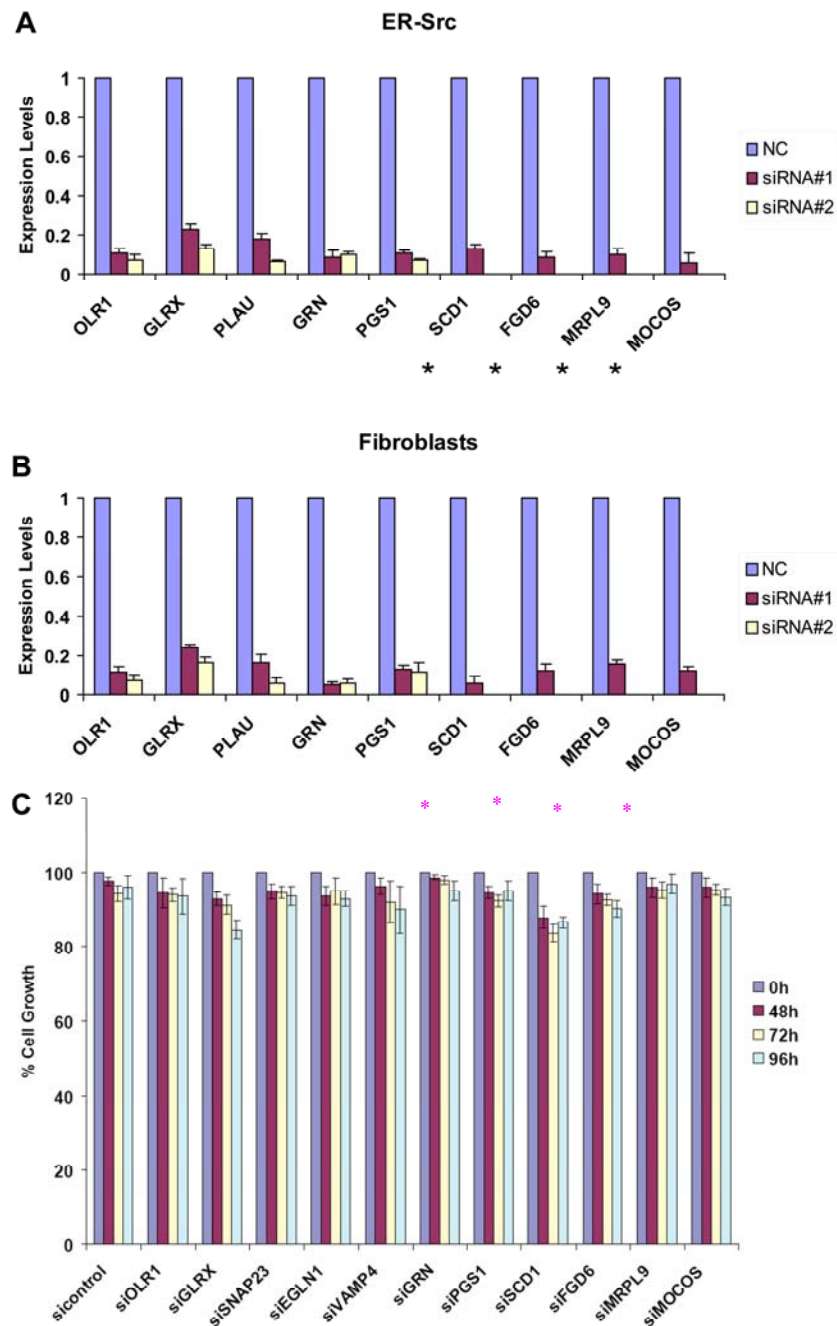 A
ER-Src
Expression Levels
1
0.8
0.6
0.4
0.2
0
NC
siRNA#1
siRNA#2
OLR1
GLRX
PLAU
GRN
PGS1
SCD1
FGD6
MRPL9
MOCOS
* * * *
B
Fibroblasts
Expression Levels
1
0.8
0.6
0.4
0.2
0
NC
siRNA#1
siRNA#2
OLR1
GLRX
PLAU
GRN
PGS1
SCD1
FGD6
MRPL9
MOCOS
C
* * * *
% Cell Growth
120
100
80
60
40
20
0
0h
48h
72h
96h
sicontrol
siOLR1
siGLRX
siSNAP23
siEGLN1
siVAMP4
siGRN
siPGS1
siSCD1
siFGD6
siMRPL9
siMOCOS